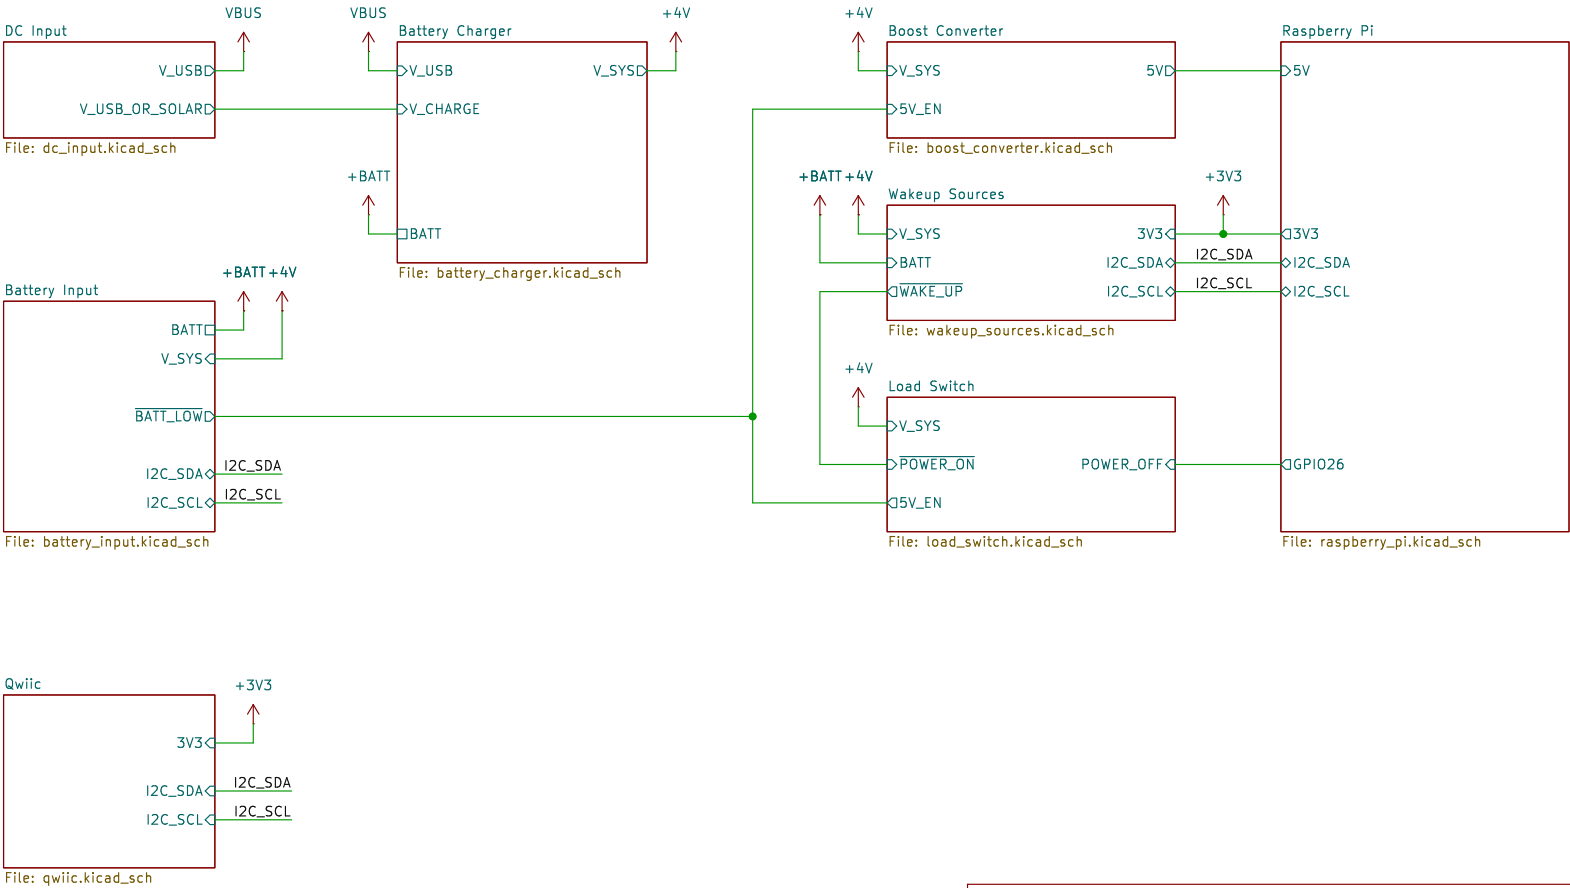 VBUS
DC Input
V_USB
V_USB_OR_SOLAR
File: dc_input.kicad_sch
VBUS
+4V
Battery Charger
V_USB
V_SYS
V_CHARGE
+BATT
BATT
File: battery_charger.kicad_sch
+4V
Boost Converter
V_SYS
5V
5V_EN
File: boost_converter.kicad_sch
Raspberry Pi
5V
3V3
I2C_SDA
I2C_SCL
GPIO26
File: raspberry_pi.kicad_sch
+BATT +4V
Wakeup Sources
V_SYS
3V3
BATT
I2C_SDA
WAKE_UP
I2C_SCL
File: wakeup_sources.kicad_sch
+3V3
I2C_SDA
I2C_SCL
+BATT +4V
Battery Input
BATT
V_SYS
BATT_LOW
I2C_SDA
I2C_SDA
I2C_SCL
I2C_SCL
File: battery_input.kicad_sch
+4V
Load Switch
V_SYS
POWER_ON
POWER_OFF
5V_EN
File: load_switch.kicad_sch
Qwiic
+3V3
3V3
I2C_SDA
I2C_SDA
I2C_SCL
I2C_SCL
File: qwiic.kicad_sch